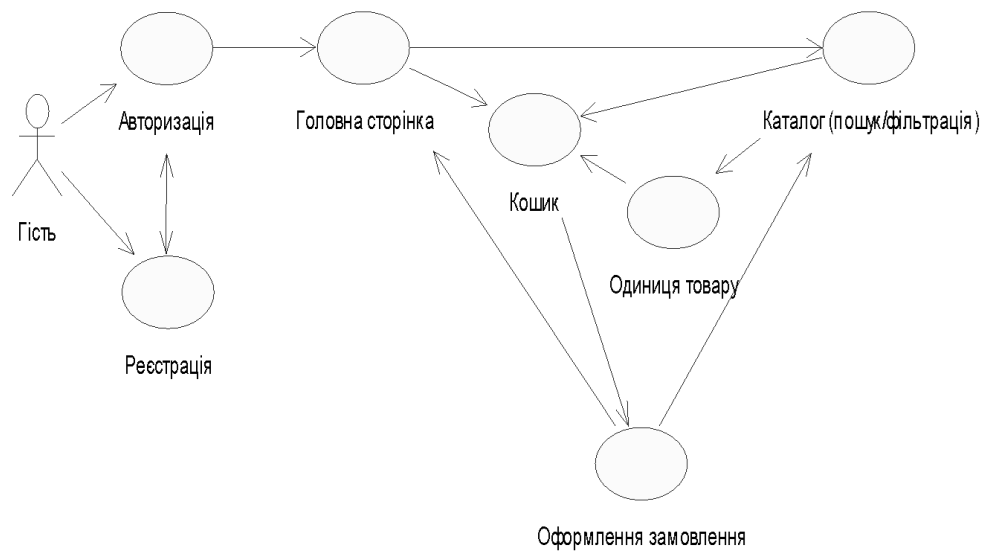 Авторизація
Головна сторінка
Каталог (пошук/фільтрація)
Кошик
Гість
Одиниця товару
Реєстрація
Оформлення замовлення